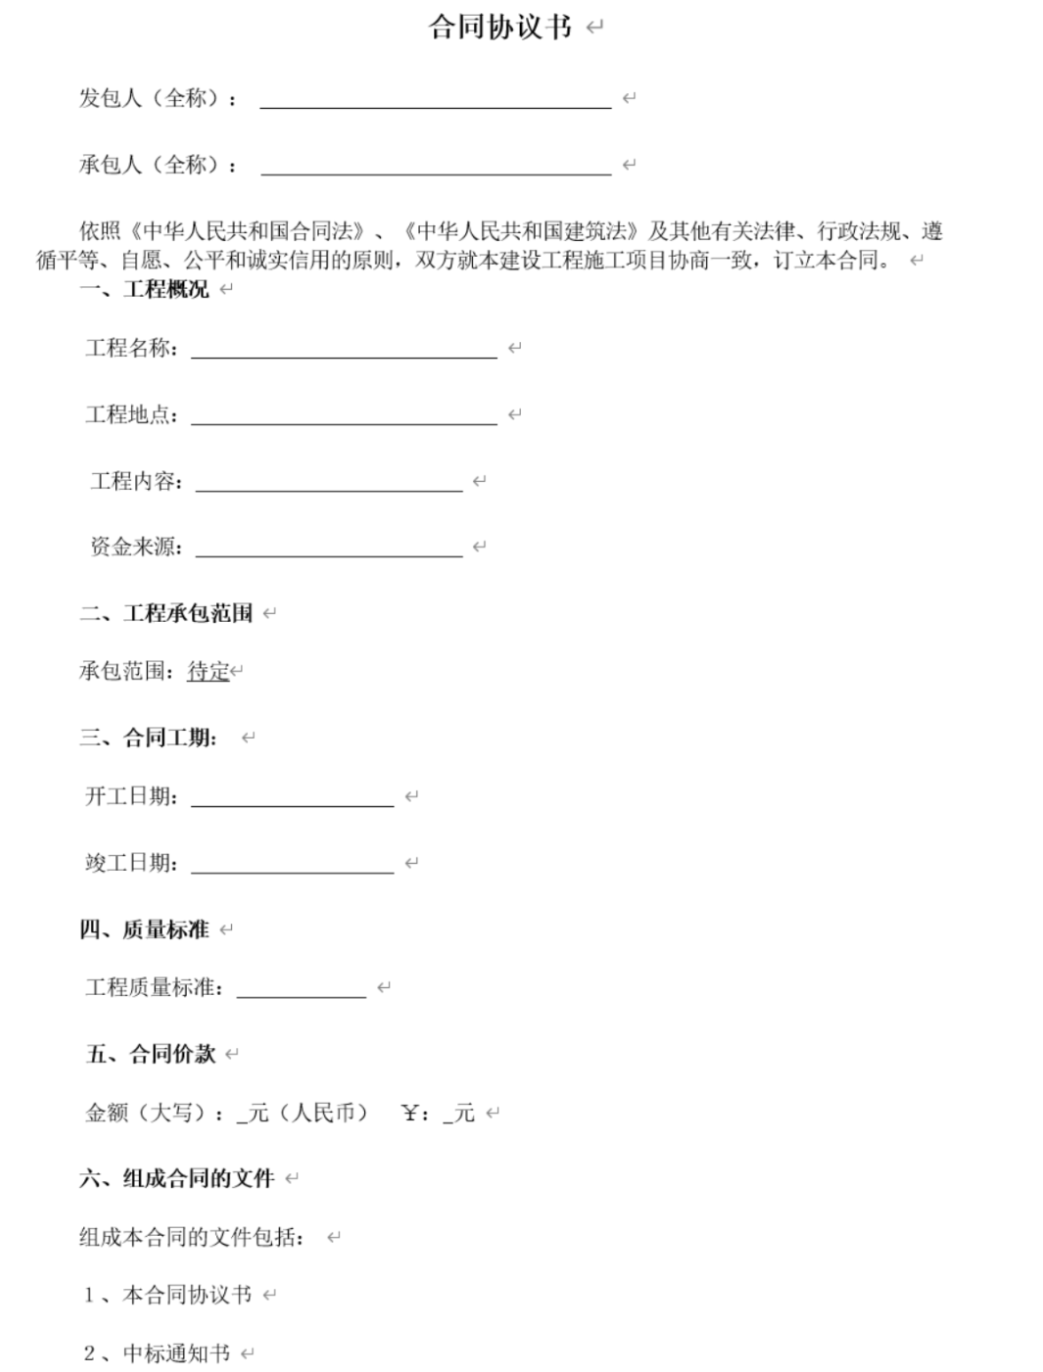 合同协议书
发包人（全称）：
承包人（全称）：
依照《中华人民共和国合同法》、《中华人民共和国建筑法》及其他有关法律、行政法规、遵
循平等、自愿、公平和诚实信用的原则，双方就本建设工程施工项目协商一致，订立本合同。
一、工程概况
工程名称：
工程地点：
工程内容：
资金来源：
二、工程承包范围
承包范围：待定
三、合同工期：
开工日期：
竣工日期：
四、质量标准
工程质量标准：
五、合同价款
金额（大写）：_元（人民币） ￥：_元
六、组成合同的文件
组成本合同的文件包括：
1、本合同协议书
2、中标通知书